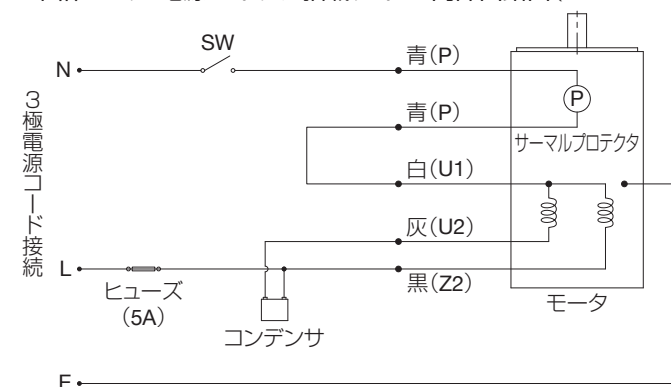 SW
N
青(P)
P
青(P)
サーマルプロテクタ
3極電源コード接続
白(U1)
灰(U2)
L
黒(Z2)
ヒューズ
(5A)
モータ
コンデンサ